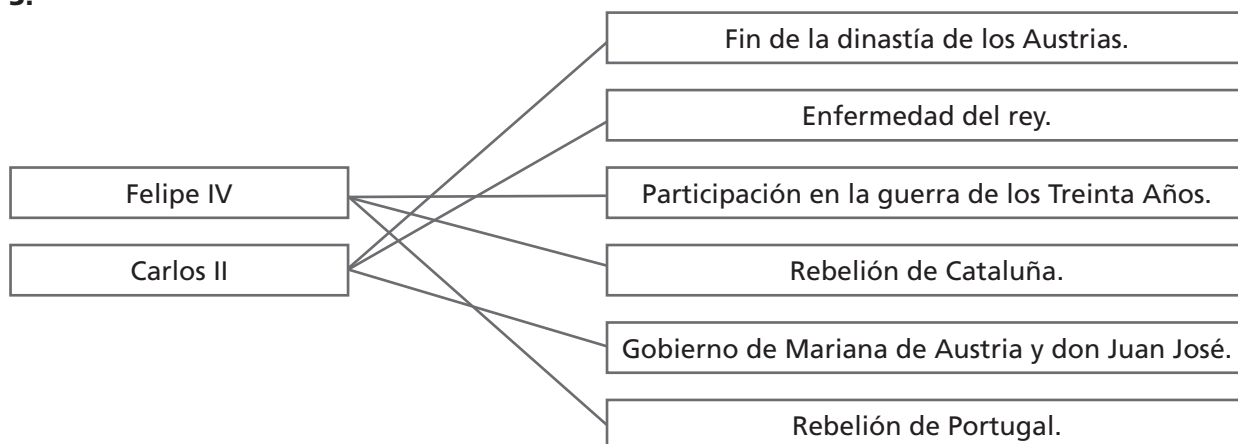 Fin de la dinastía de los Austrias.
Enfermedad del rey.
Felipe IV
Participación en la guerra de los Treinta Años.
Carlos II
Rebelión de Cataluña.
Gobierno de Mariana de Austria y don Juan José.
Rebelión de Portugal.